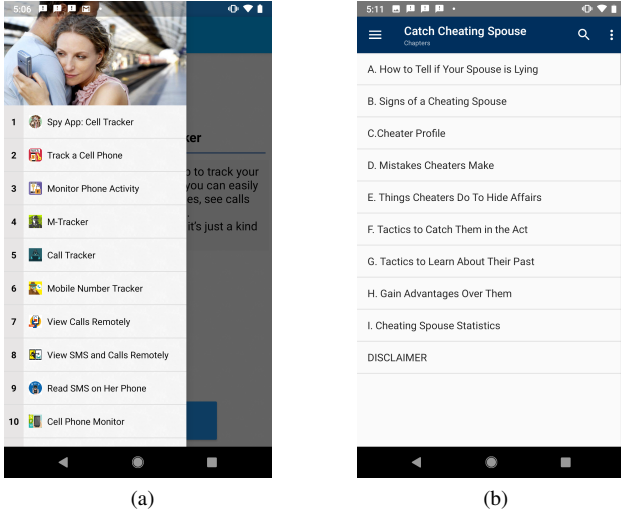 5:06
1 Spy App: Cell Tracker
2 Track a Cell Phone
3 Monitor Phone Activity
4 M-Tracker
5 Call Tracker
6 Mobile Number Tracker
7 View Calls Remotely
8 View SMS and Calls Remotely
9 Read SMS on Her Phone
10 Cell Phone Monitor
ker
to track your
you can easily
es, see calls
it's just a kind
(a)
5:11
Catch Cheating Spouse
Chapters
A. How to Tell if Your Spouse is Lying
B. Signs of a Cheating Spouse
C.Cheater Profile
D. Mistakes Cheaters Make
E. Things Cheaters Do To Hide Affairs
F. Tactics to Catch Them in the Act
G. Tactics to Learn About Their Past
H. Gain Advantages Over Them
I. Cheating Spouse Statistics
DISCLAIMER
(b)